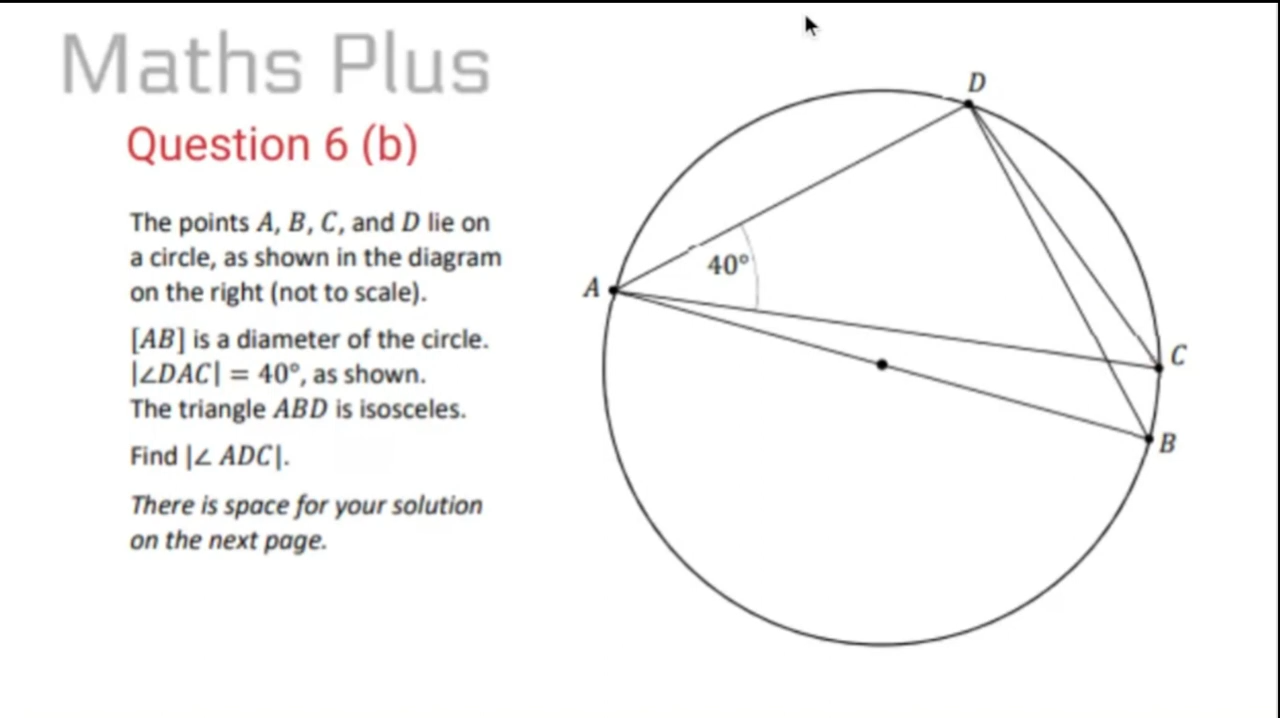 Maths Plus
Question 6 (b)
The points A, B, C, and D lie on
a circle, as shown in the diagram
on the right (not to scale).
[AB] is a diameter of the circle.
|∠DAC| = 40°, as shown.
The triangle ABD is isosceles.
Find |∠ ADC|.
There is space for your solution
on the next page.
D
40°
A
C
B